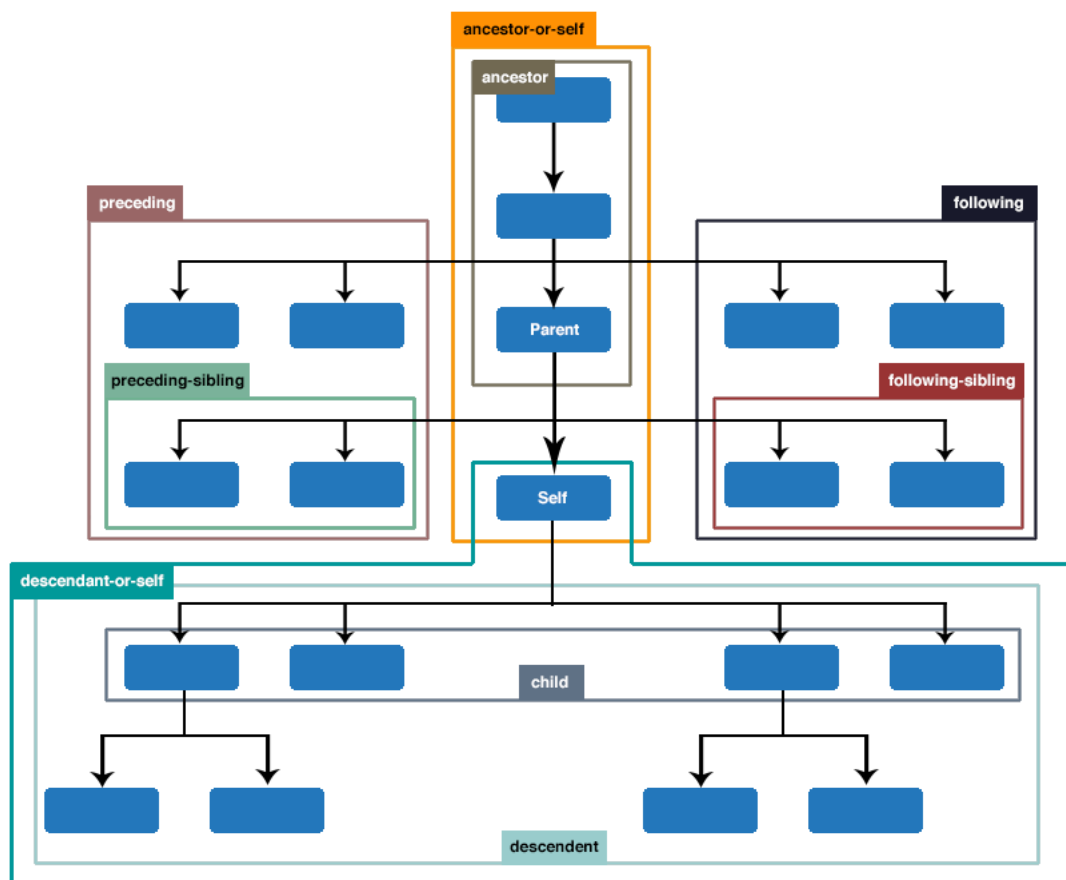 ancestor-or-self
ancestor
preceding
following
Parent
preceding-sibling
following-sibling
Self
descendant-or-self
child
descendent